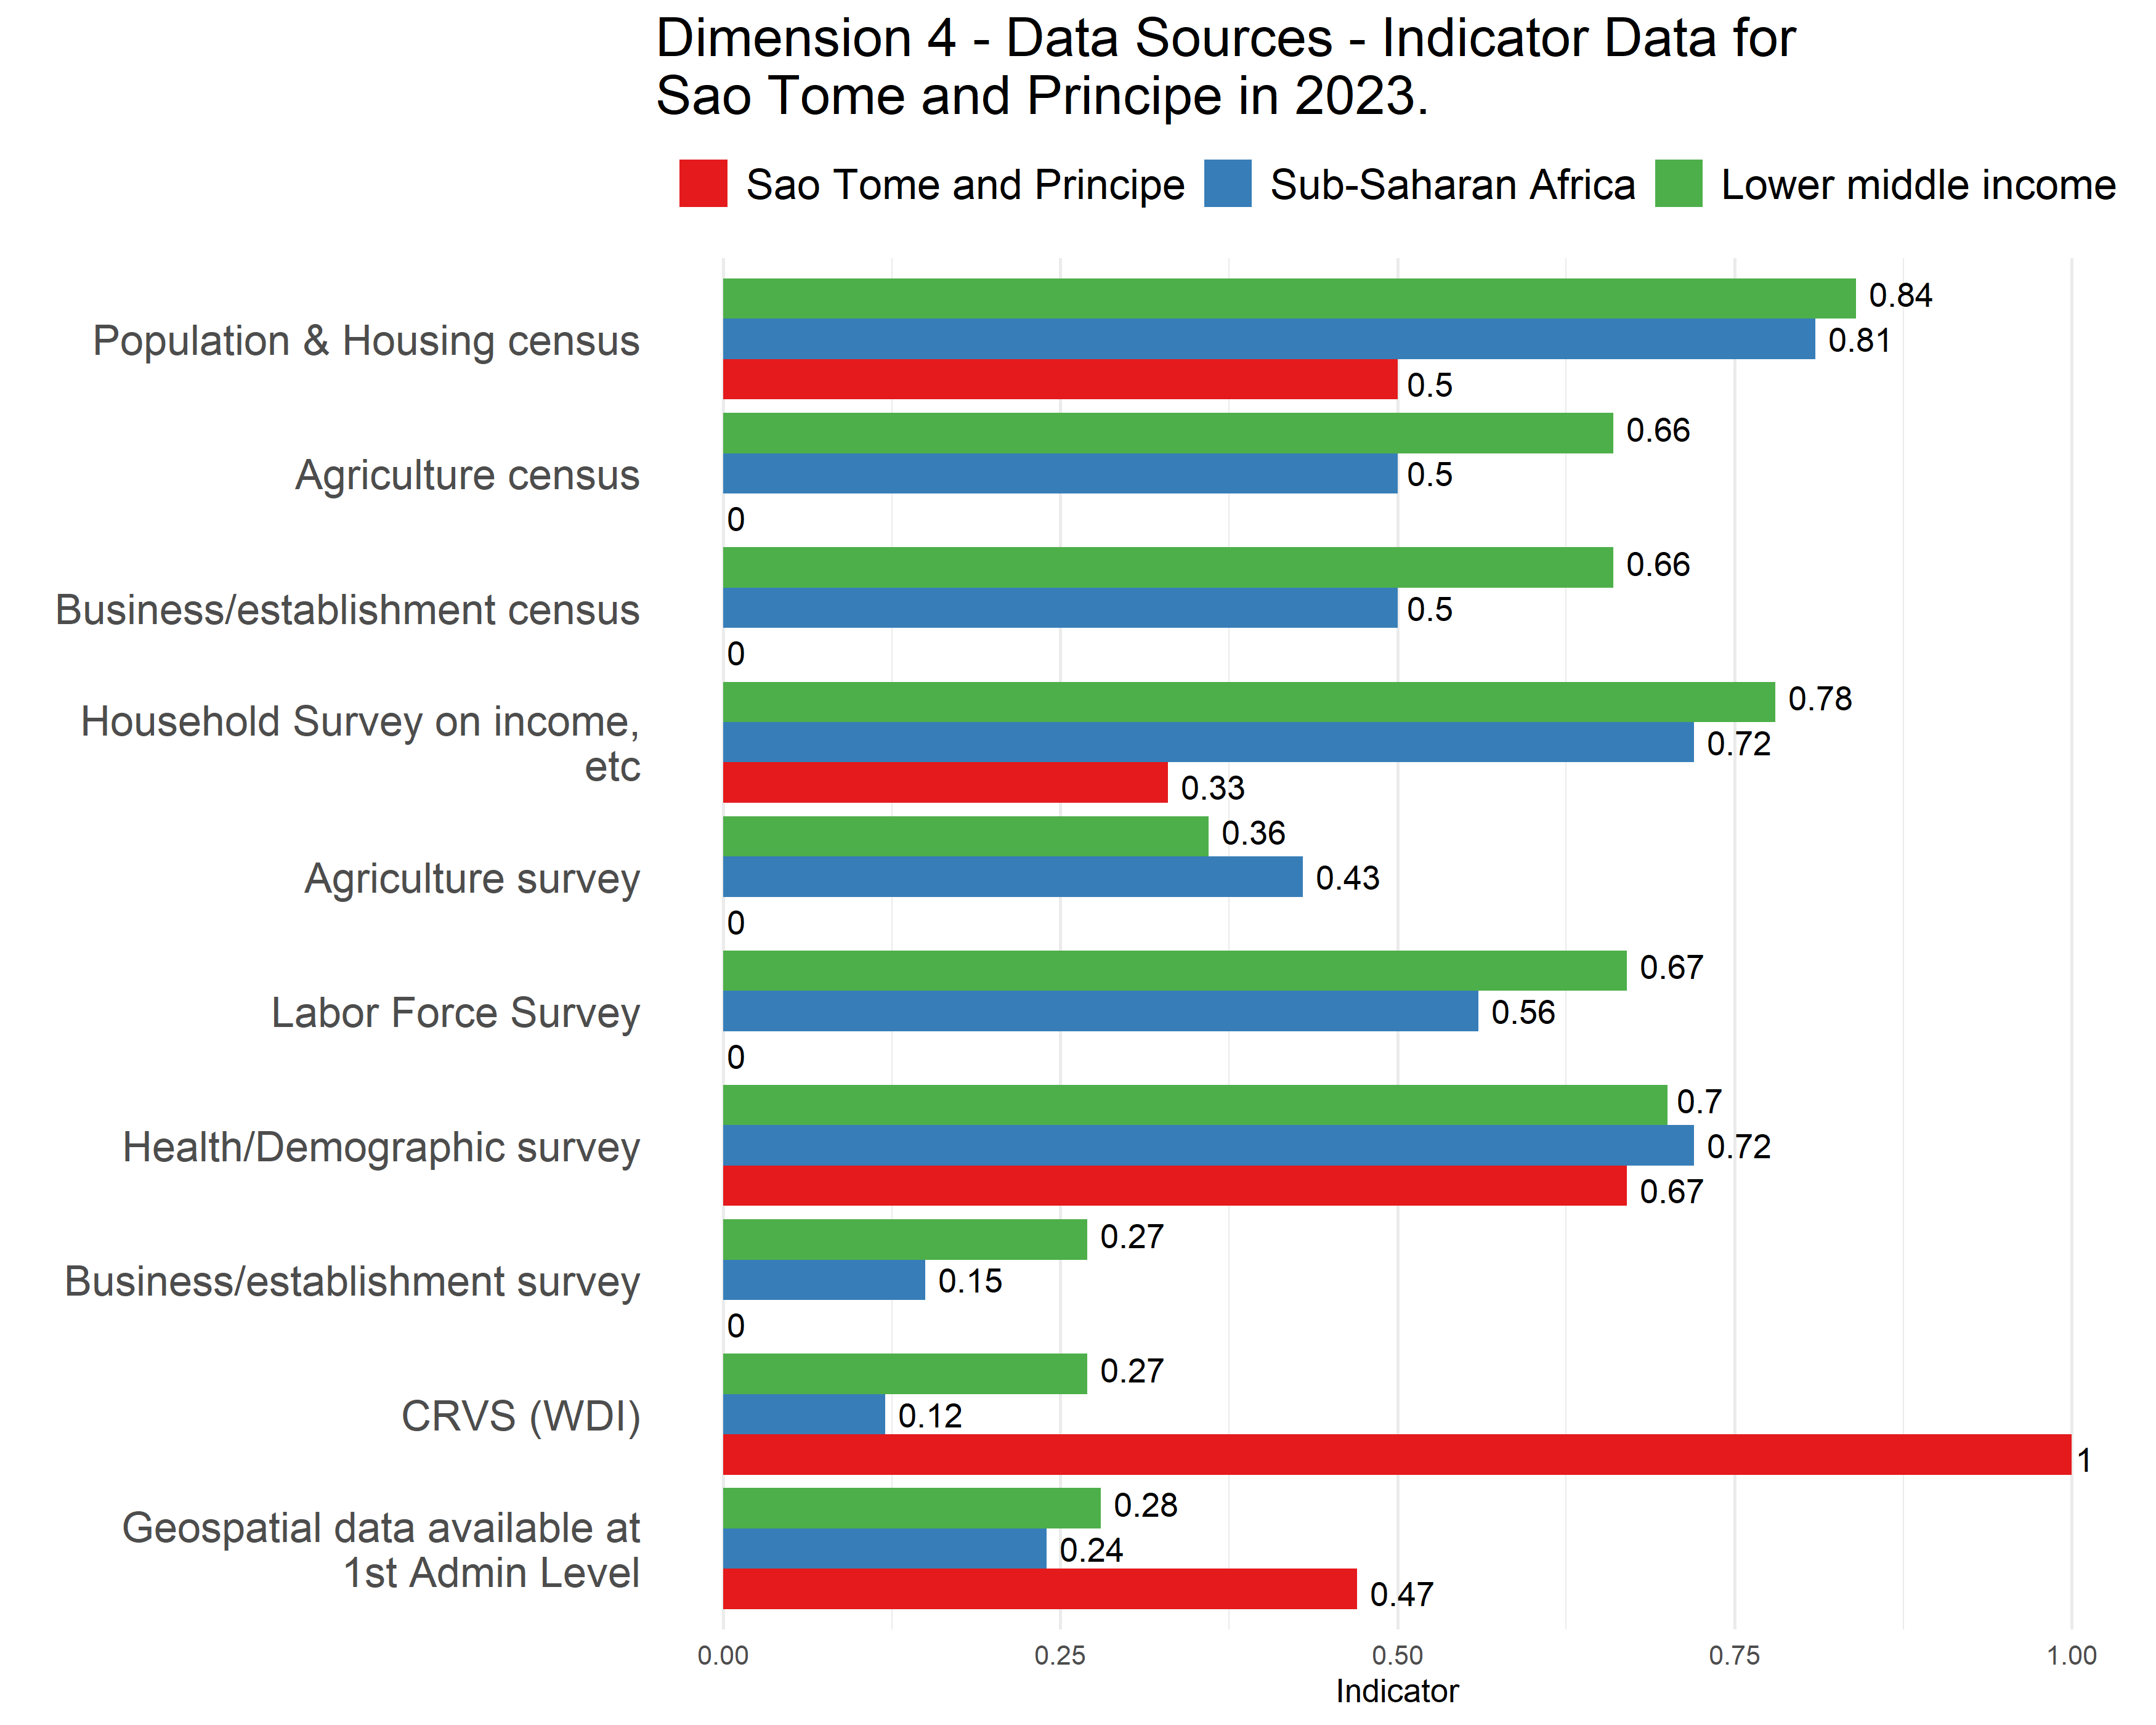 Dimension 4 - Data Sources - Indicator Data for
Sao Tome and Principe in 2023.
Sao Tome and Principe Sub-Saharan Africa Lower middle income
Population & Housing census
0.84
0.81
0.5
Agriculture census
0.66
0.5
0
Business/establishment census
0.66
0.5
0
Household Survey on income,
etc
0.78
0.72
0.33
Agriculture survey
0.36
0.43
0
Labor Force Survey
0.67
0.56
0
Health/Demographic survey
0.7
0.72
0.67
Business/establishment survey
0.27
0.15
0
CRVS (WDI)
0.27
0.12
1
Geospatial data available at
1st Admin Level
0.28
0.24
0.47
0.00 0.25 0.50 0.75 1.00
Indicator